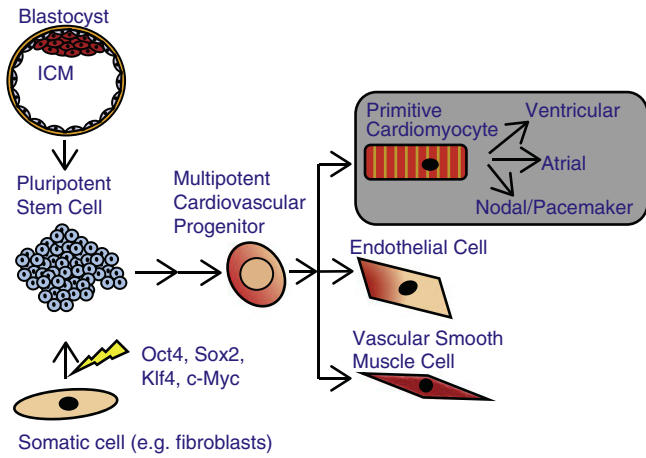 Blastocyst
ICM
Pluripotent
Stem Cell
Multipotent
Cardiovascular
Progenitor
Primitive
Cardiomyocyte
Ventricular
Atrial
Nodal/Pacemaker
Endothelial Cell
Vascular Smooth
Muscle Cell
Oct4, Sox2,
Klf4, c-Myc
Somatic cell (e.g. fibroblasts)